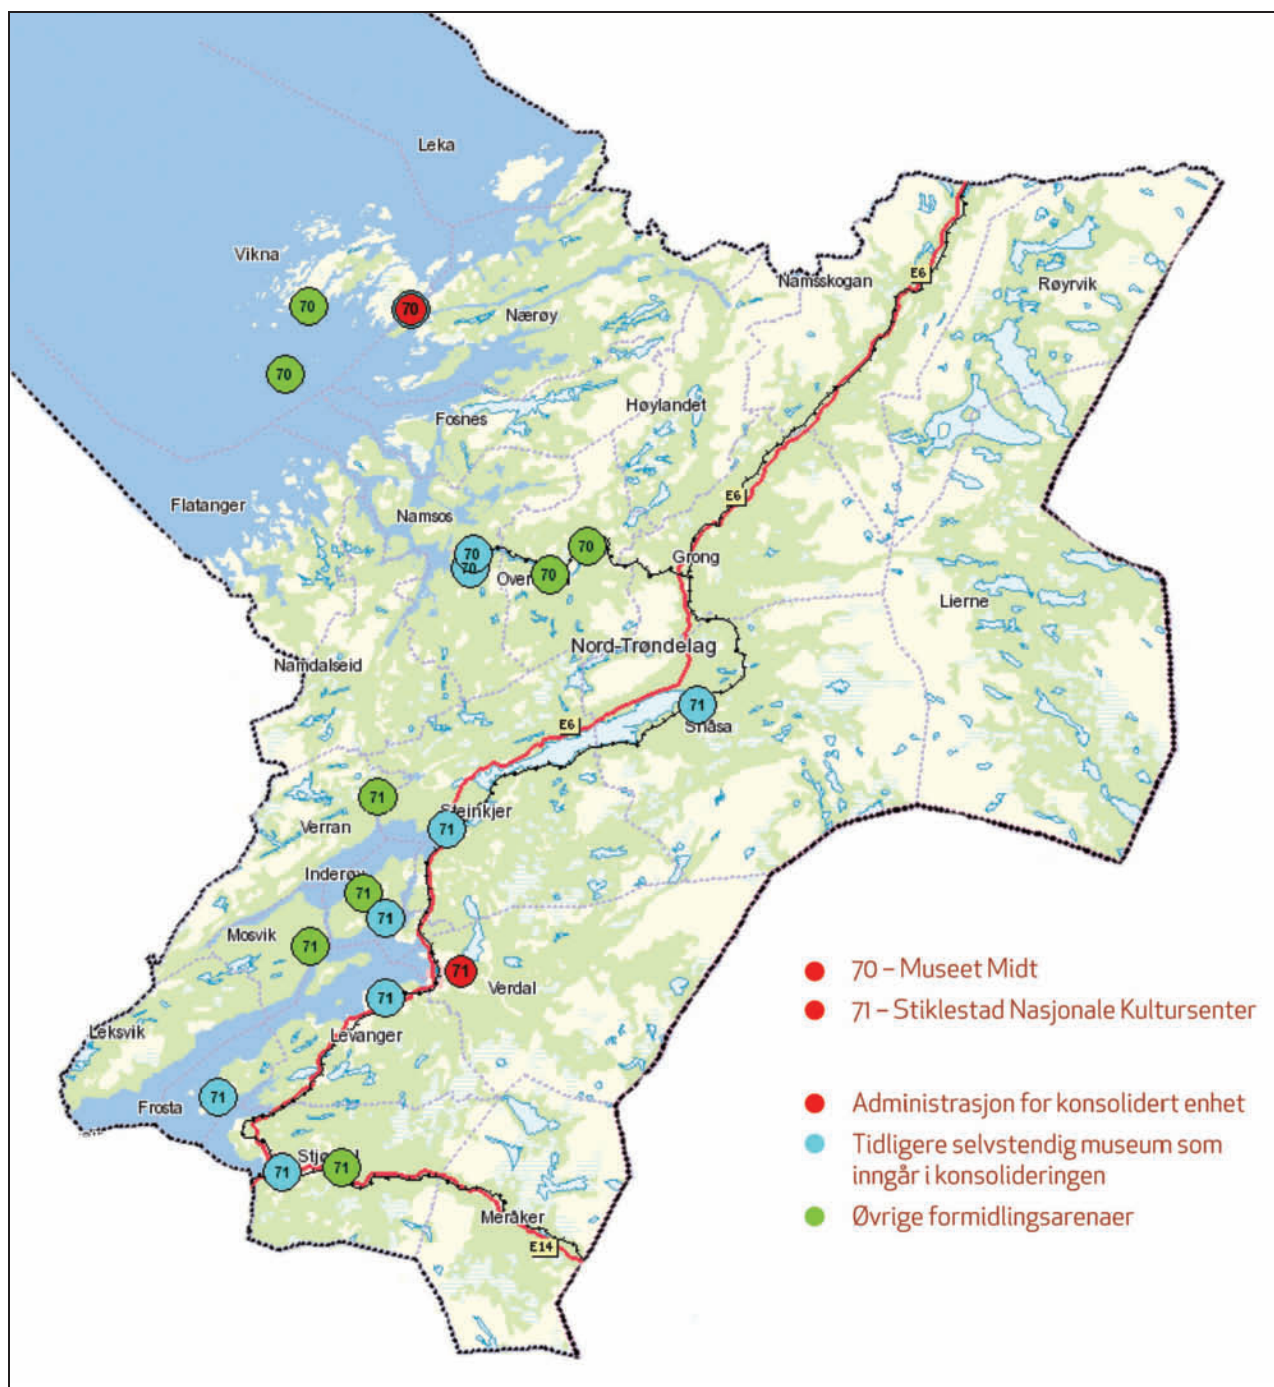 Leka
Vikna
Namsskogan
E6
Røyrvik
70
70
Nærøy
70
Høylandet
Fosnes
E6
Flatanger
Namsos
70
70
70
70
Grong
Lierne
Nord-Trøndelag
Namdalseid
71
Snåsa
E6
71
Steinkjer
Verran
71
Inderøy
71
71
Mosvik
71
71
Verdal
71
Leksvik
Levanger
71
Frosta
71
71
Meråker
E14
70 – Museet Midt
71 – Stiklestad Nasjonale Kultursenter
Administrasjon for konsolidert enhet
Tidligere selvstendig museum som
inngår i konsolideringen
Øvrige formidlingsarenaer